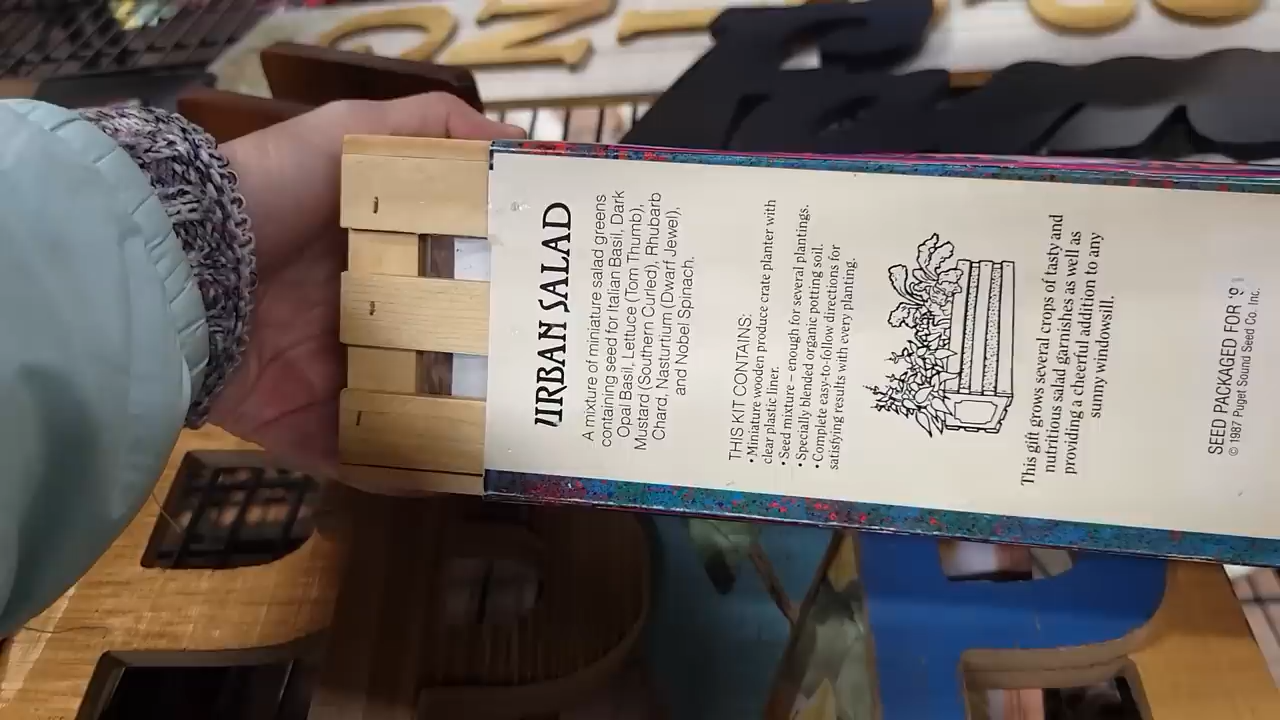 URBAN SALAD
A mixture of miniature salad greens
containing seed for Italian Basil, Dark
Opal Basil, Lettuce (Tom Thumb),
Mustard (Southern Curled), Rhubarb
Chard, Nasturtium (Dwarf Jewel),
and Nobel Spinach.
THIS KIT CONTAINS:
• Miniature wooden produce crate planter with
clear plastic liner.
• Seed mixture – enough for several plantings.
• Specially blended organic potting soil.
• Complete easy-to-follow directions for
satisfying results with every planting.
This gift grows several crops of tasty and
nutritious salad garnishes as well as
providing a cheerful addition to any
sunny windowsill.
SEED PACKAGED FOR '91
© 1987 Puget Sound Seed Co. Inc.